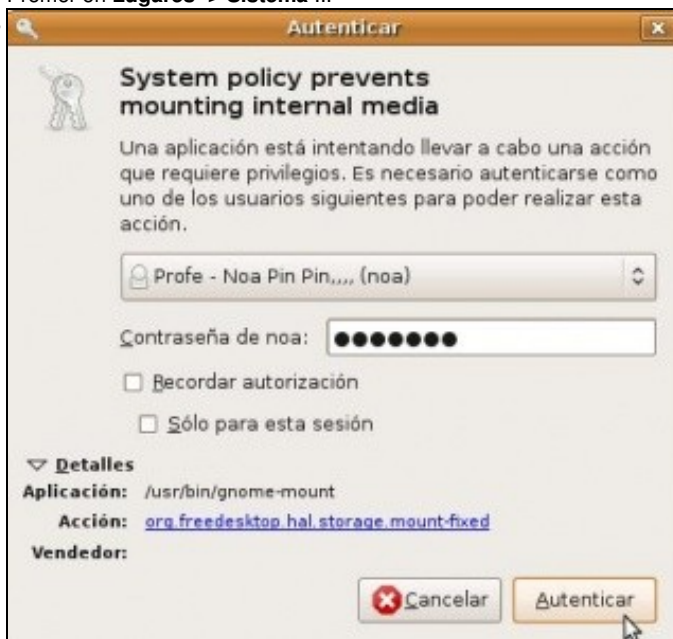 Autenticar
System policy prevents
mounting internal media
Una aplicación está intentando llevar a cabo una acción
que requiere privilegios. Es necesario autenticarse como
uno de los usuarios siguientes para poder realizar esta
acción.
Profe - Noa Pin Pin,,,, (noa)
Contraseña de noa: ●●●●●●●
Recordar autorización
Sólo para esta sesión
Detalles
Aplicación: /usr/bin/gnome-mount
Acción: org.freedesktop.hal.storage.mount-fixed
Vendedor:
Cancelar Autenticar